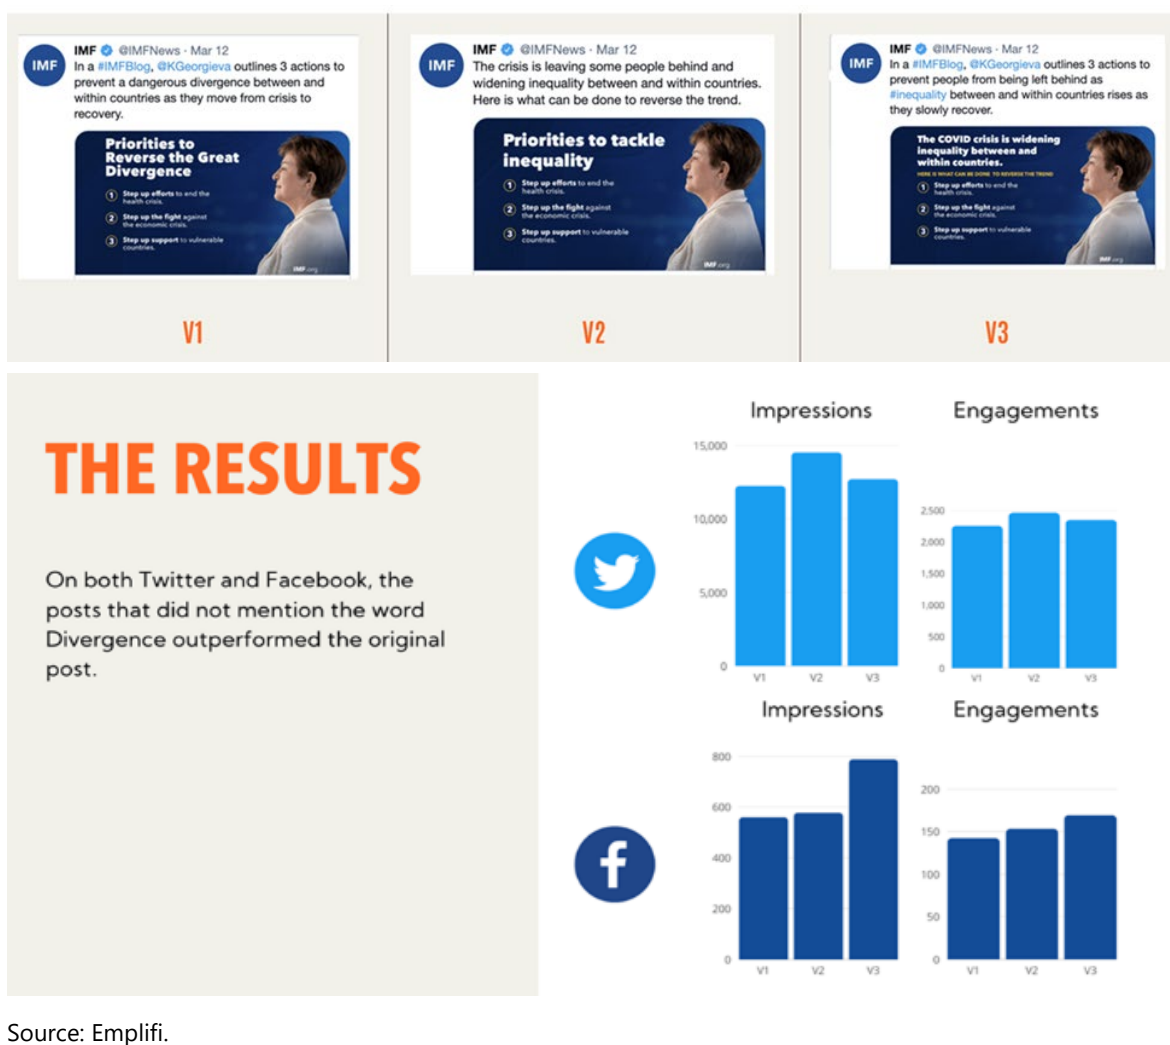 IMF @IMFNews · Mar 12
In a #IMFBlog, @KGeorgieva outlines 3 actions to
prevent a dangerous divergence between and
within countries as they move from crisis to
recovery.
IMF
Priorities to
Reverse the Great
Divergence
1 Step up efforts to end the
health crisis.
2 Step up the fight against
the economic crisis.
3 Step up support to vulnerable
countries.
IMF.org
V1
IMF @IMFNews · Mar 12
The crisis is leaving some people behind and
widening inequality between and within countries.
Here is what can be done to reverse the trend.
IMF
Priorities to tackle
inequality
1 Step up efforts to end the
health crisis.
2 Step up the fight against
the economic crisis.
3 Step up support to vulnerable
countries.
IMF.org
V2
IMF @IMFNews · Mar 12
In a #IMFBlog, @KGeorgieva outlines 3 actions to
prevent people from being left behind as
#inequality between and within countries rises as
they slowly recover.
IMF
The COVID crisis is widening
inequality between and
within countries.
HERE IS WHAT CAN BE DONE TO REVERSE THE TREND
1 Step up efforts to end the
health crisis.
2 Step up the fight against
the economic crisis.
3 Step up support to vulnerable
countries.
IMF.org
V3
THE RESULTS
On both Twitter and Facebook, the
posts that did not mention the word
Divergence outperformed the original
post.
Impressions
15,000
10,000
5,000
0
V1 V2 V3
Engagements
2,500
2,000
1,500
1,000
500
0
V1 V2 V3
Impressions
800
600
400
200
0
V1 V2 V3
Engagements
200
150
100
50
0
V1 V2 V3
Source: Emplifi.